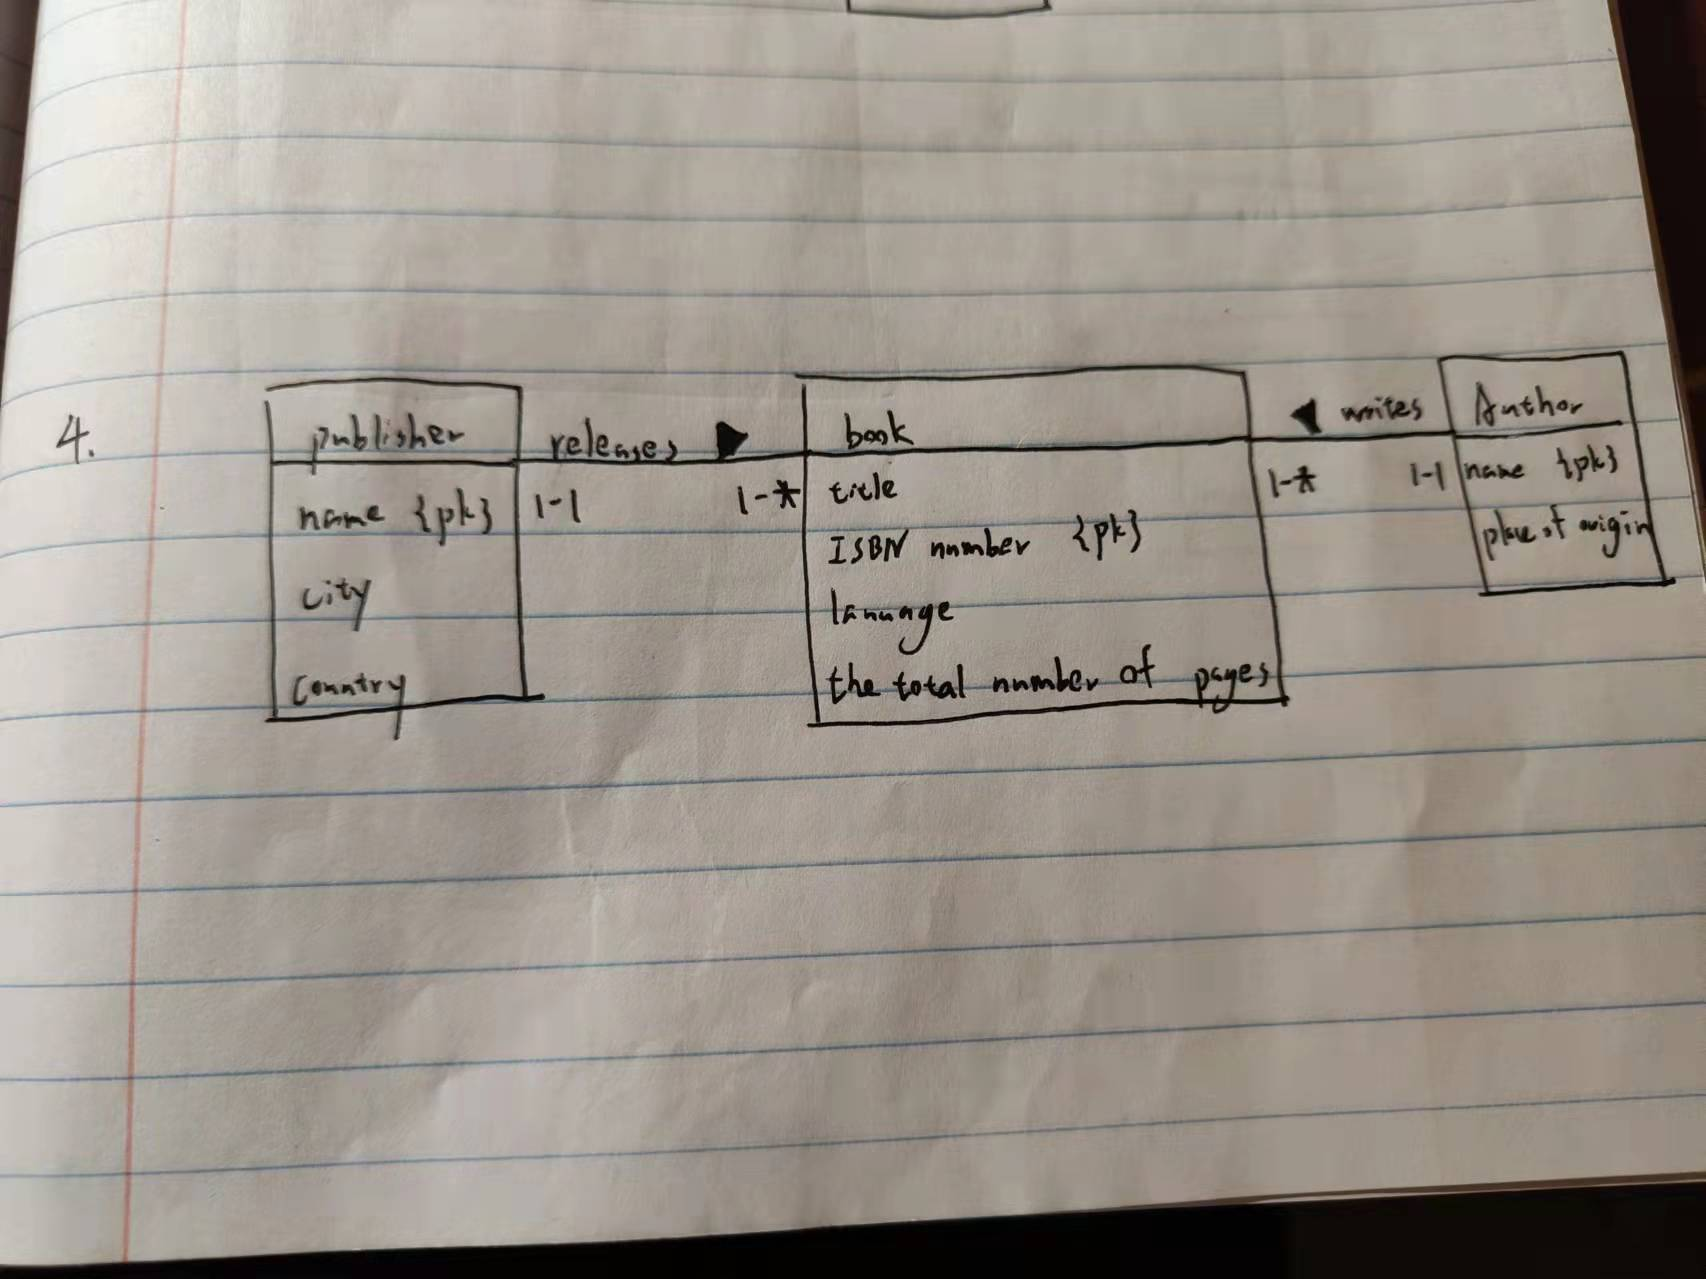 4.
publisher
name {pk}
city
country
releases ▶
1-1
1-*
book
title
ISBN number {pk}
lanuage
the total number of pages
◀ writes
1-*
1-1
Author
name {pk}
place of origin